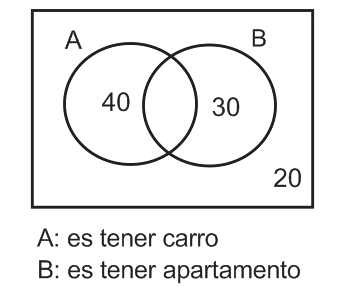 A
B
40
30
20
A: es tener carro
B: es tener apartamento